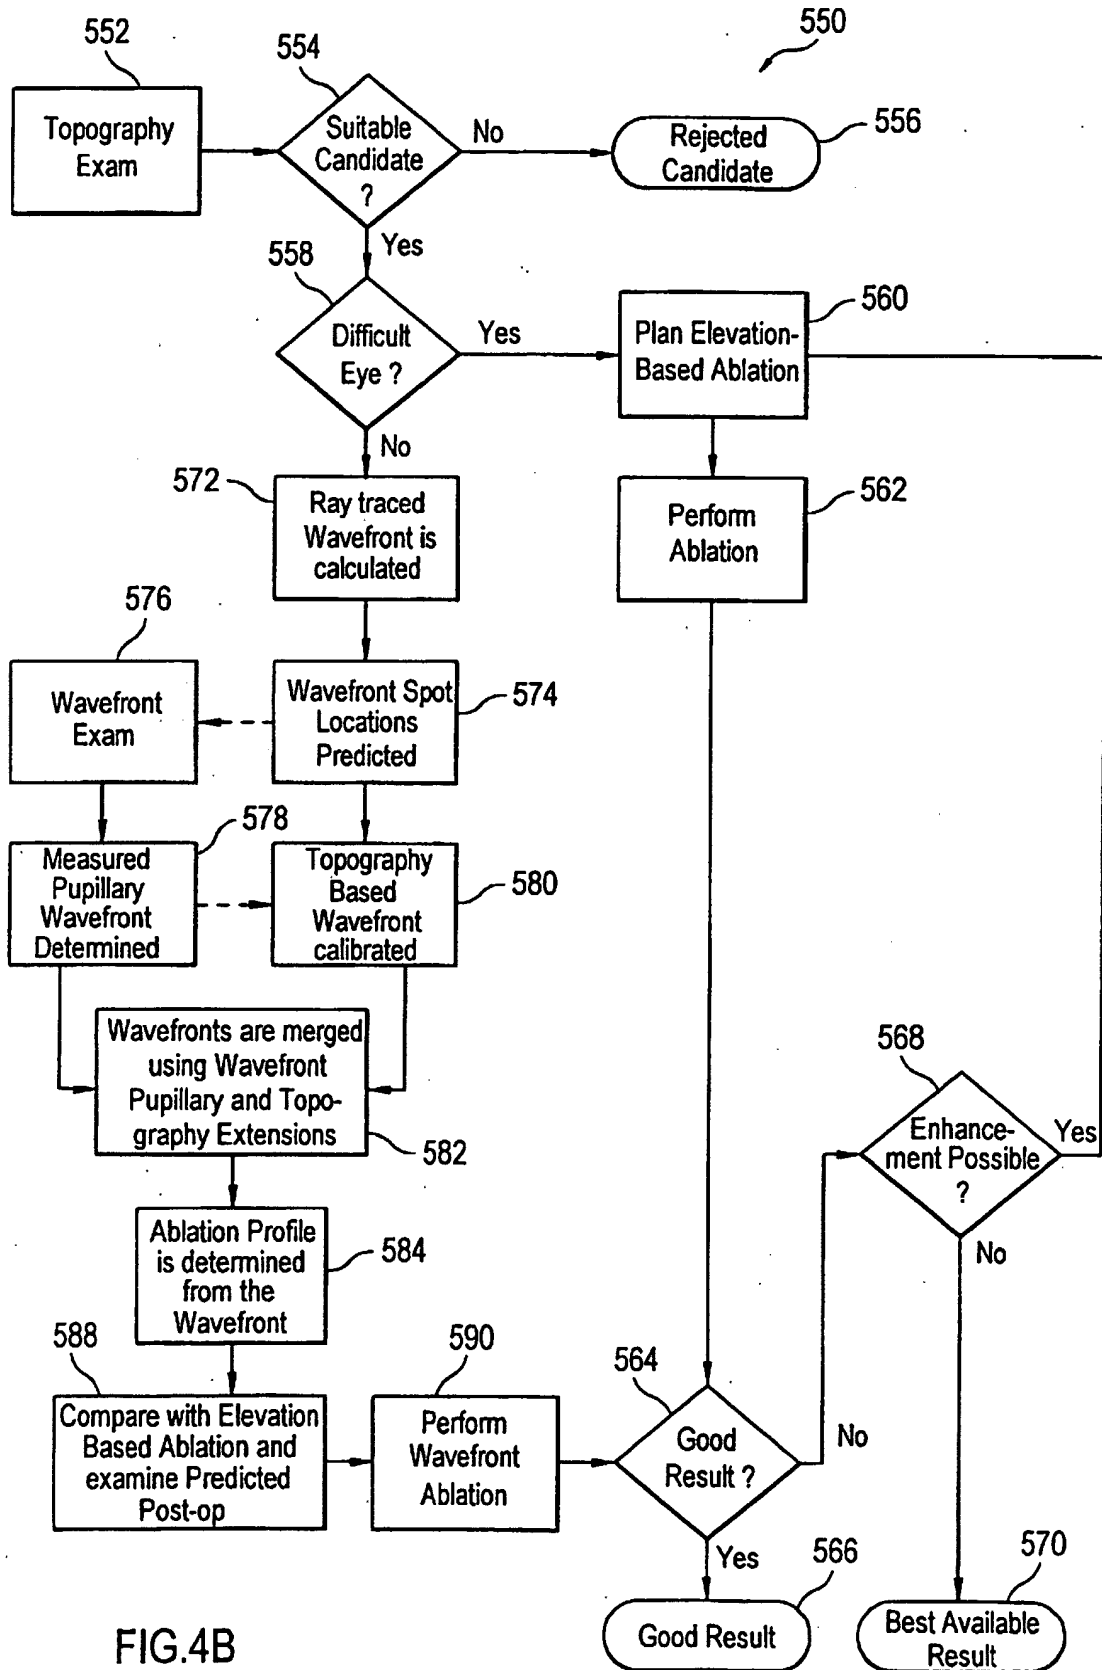 550
552
Topography
Exam
554
Suitable
Candidate
?
No
Rejected
Candidate
556
Yes
558
Difficult
Eye ?
Yes
Plan Elevation-
Based Ablation
560
No
572
Ray traced
Wavefront is
calculated
Perform
Ablation
562
576
Wavefront
Exam
Wavefront Spot
Locations
Predicted
574
578
Measured
Pupillary
Wavefront
Determined
Topography
Based
Wavefront
calibrated
580
Wavefronts are merged
using Wavefront
Pupillary and Topo-
graphy Extensions
582
568
Enhance-
ment Possible
?
Yes
No
Ablation Profile
is determined
from the
Wavefront
584
588
Compare with Elevation
Based Ablation and
examine Predicted
Post-op
590
Perform
Wavefront
Ablation
564
Good
Result ?
No
Yes
566
Good Result
570
Best Available
Result
FIG.4B